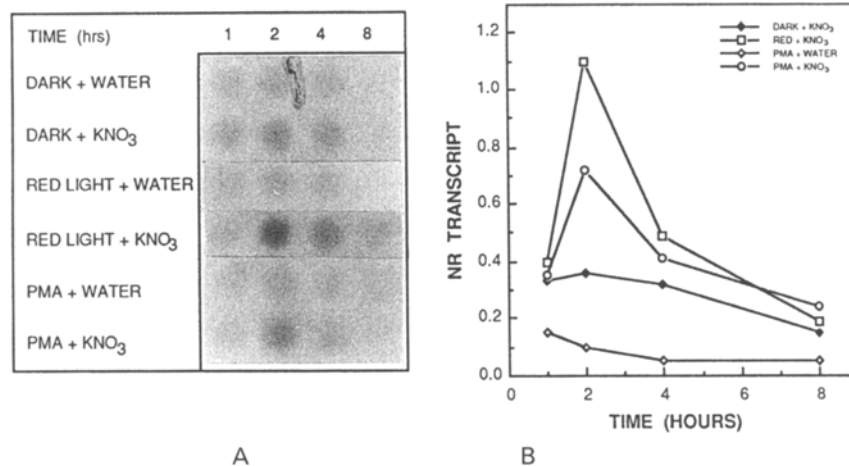 TIME (hrs) 1 2 4 8
DARK + WATER
DARK + KNO₃
RED LIGHT + WATER
RED LIGHT + KNO₃
PMA + WATER
PMA + KNO₃
A
DARK + KNO₃
RED + KNO₃
PMA + WATER
PMA + KNO₃
NR TRANSCRIPT
1.2
1.0
0.8
0.6
0.4
0.2
0.0
0 2 4 6 8
TIME (HOURS)
B